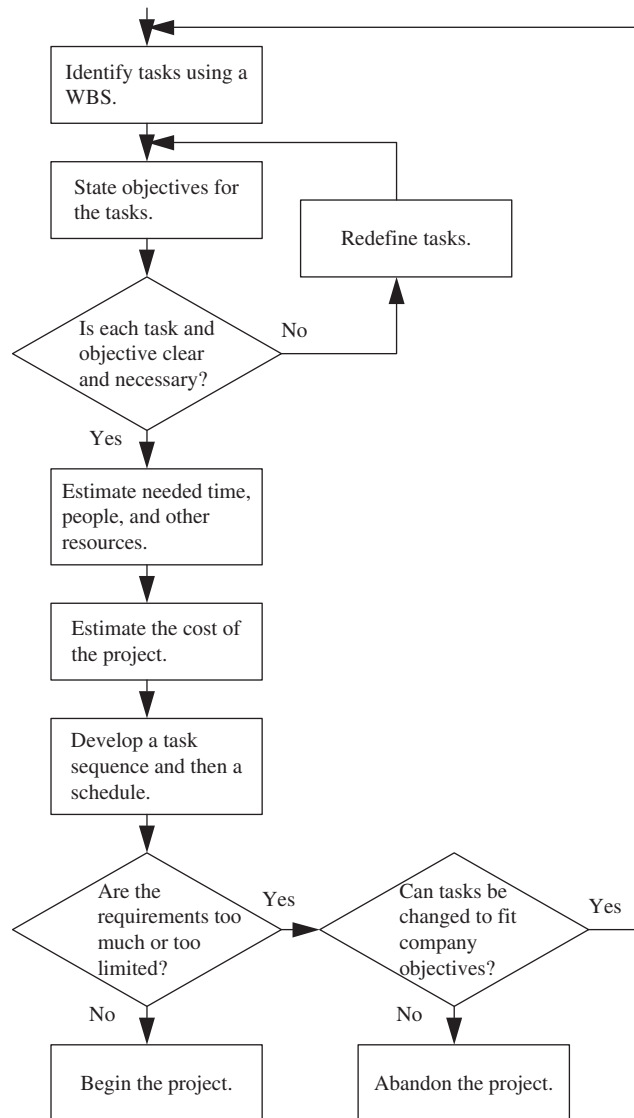 Identify tasks using a
WBS.
State objectives for
the tasks.
Redefine tasks.
Is each task and
objective clear
and necessary?
No
Yes
Estimate needed time,
people, and other
resources.
Estimate the cost of
the project.
Develop a task
sequence and then a
schedule.
Are the
requirements too
much or too
limited?
Yes
Can tasks be
changed to fit
company
objectives?
Yes
No
No
Begin the project.
Abandon the project.